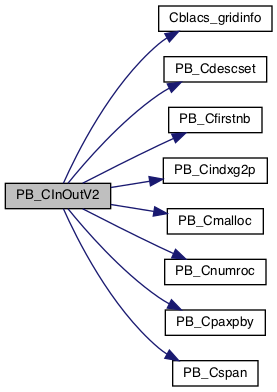 Cblacs_gridinfo
PB_Cdescset
PB_Cfirstnb
PB_Cindxg2p
PB_CInOutV2
PB_Cmalloc
PB_Cnumroc
PB_Cpaxpby
PB_Cspan